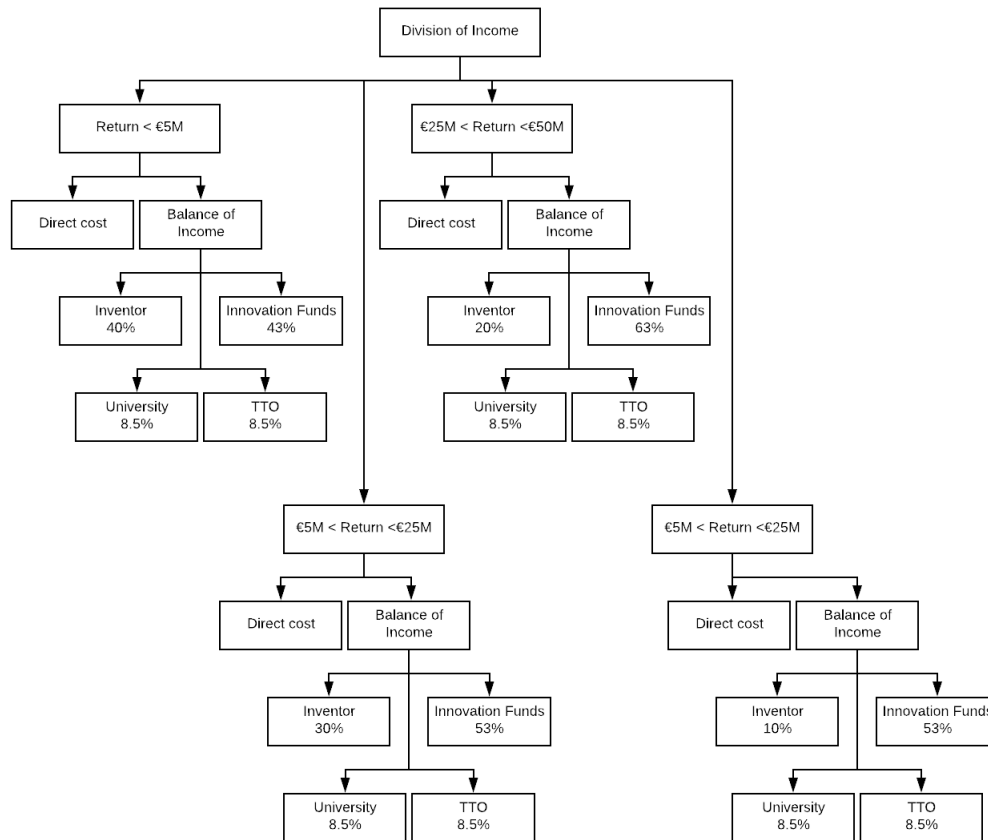 Division of Income
Return < €5M
€25M < Return <€50M
Direct cost
Balance of
Income
Direct cost
Balance of
Income
Inventor
40%
Innovation Funds
43%
Inventor
20%
Innovation Funds
63%
University
8.5%
TTO
8.5%
University
8.5%
TTO
8.5%
€5M < Return <€25M
€5M < Return <€25M
Direct cost
Balance of
Income
Direct cost
Balance of
Income
Inventor
30%
Innovation Funds
53%
Inventor
10%
Innovation Funds
53%
University
8.5%
TTO
8.5%
University
8.5%
TTO
8.5%